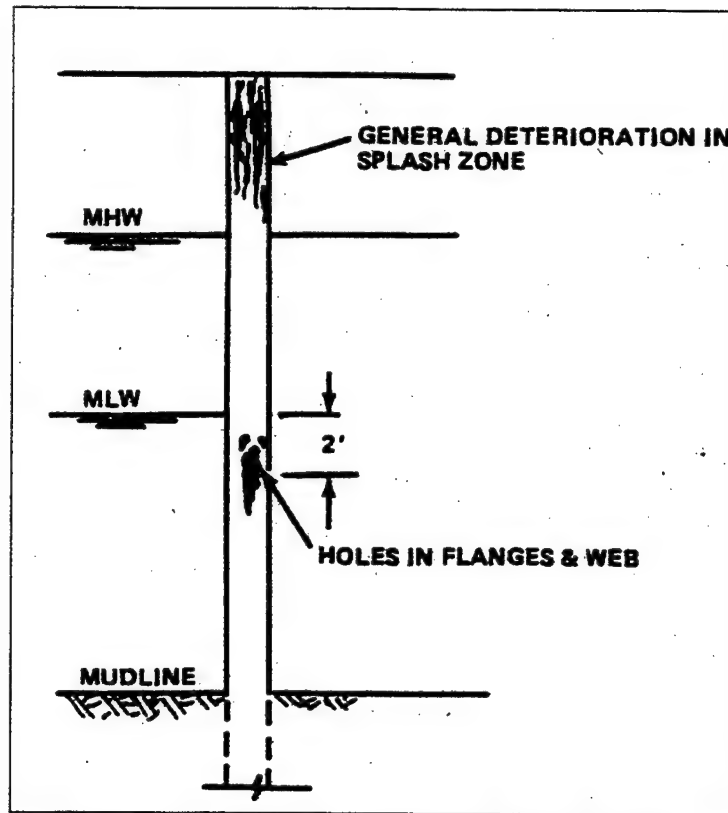 GENERAL DETERIORATION IN
SPLASH ZONE
MHW
MLW
2'
HOLES IN FLANGES & WEB
MUDLINE